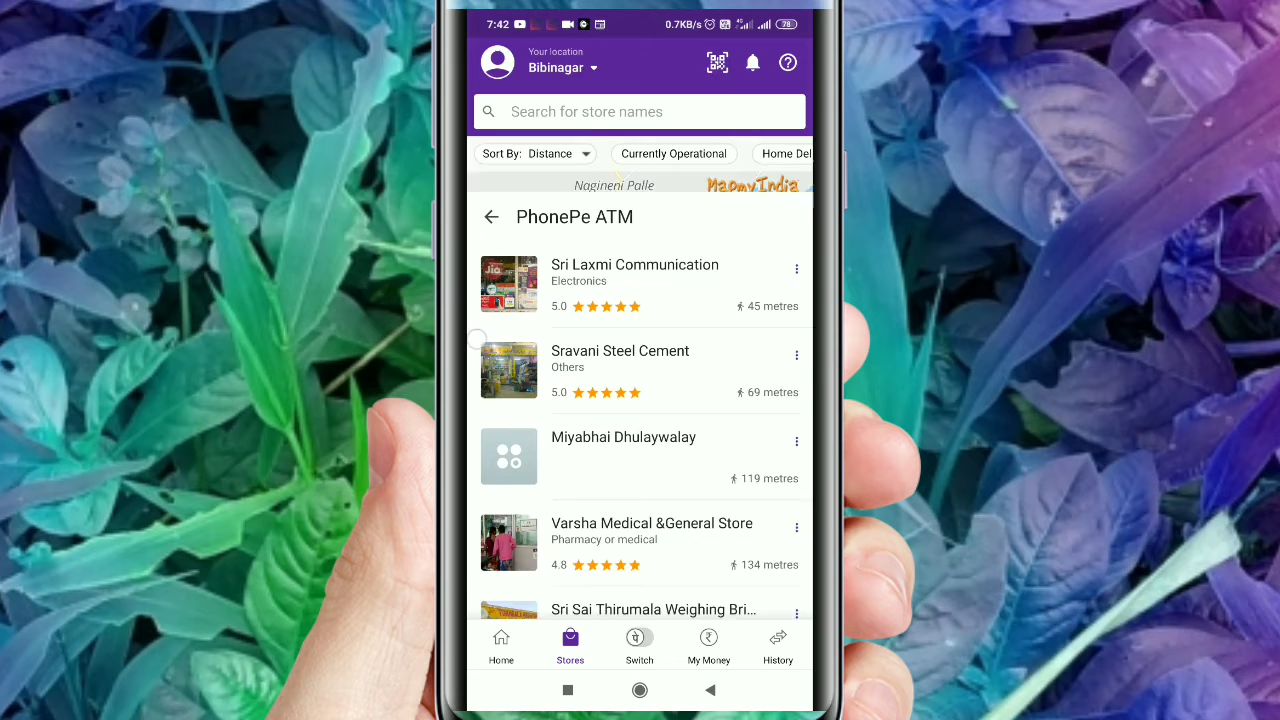 7:42
0.7KB/s
4G
78
Your location
Bibinagar
Search for store names
Sort By: Distance
Currently Operational
Home Del
Nagineni Palle
MapmyIndia
PhonePe ATM
Jio
Sri Laxmi Communication
Electronics
5.0
45 metres
Sravani Steel Cement
Others
5.0
69 metres
Miyabhai Dhulaywalay
119 metres
Varsha Medical &General Store
Pharmacy or medical
4.8
134 metres
Sri Sai Thirumala Weighing Bri...
पे
₹
Home
Stores
Switch
My Money
History